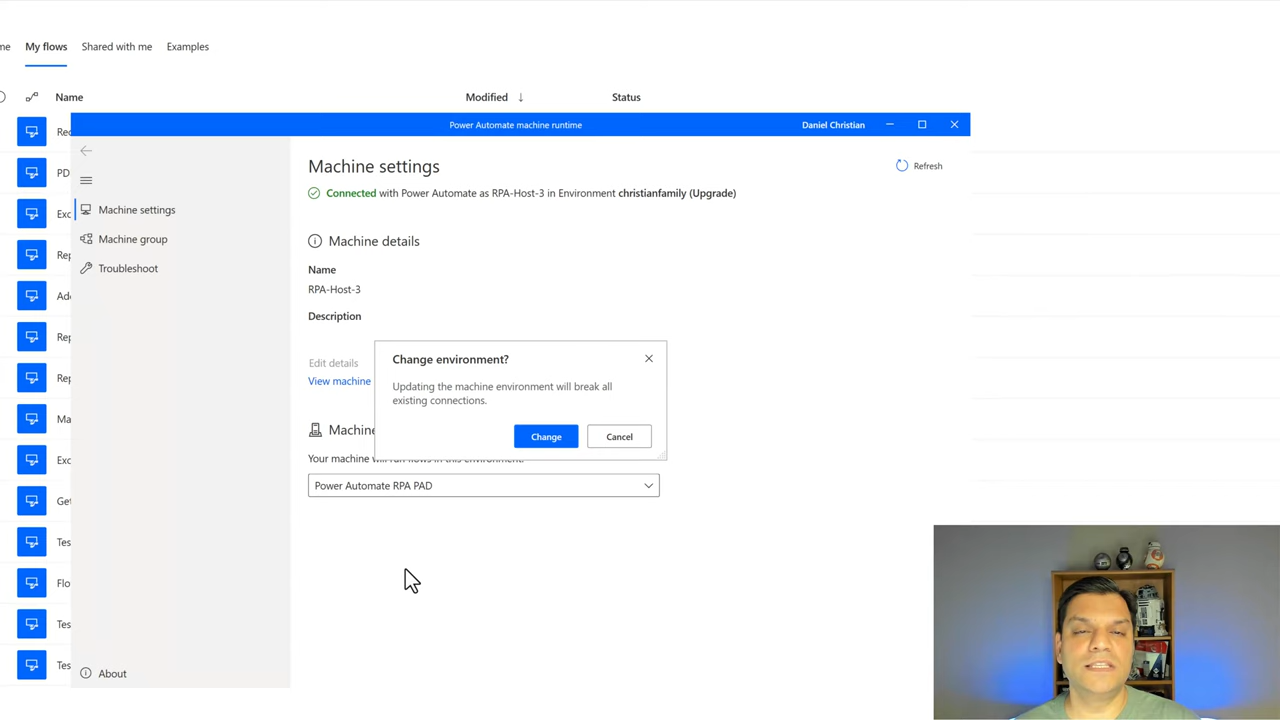 My flows Shared with me Examples
Name Modified ↓ Status
Power Automate machine runtime Daniel Christian
Machine settings
Refresh
Connected with Power Automate as RPA-Host-3 in Environment christianfamily (Upgrade)
Machine settings
Machine group
Troubleshoot
Machine details
Name
RPA-Host-3
Description
Edit details
View machine
Change environment?
Updating the machine environment will break all
existing connections.
Change Cancel
Machine
Your machine will run flows in this environment.
Power Automate RPA PAD
About